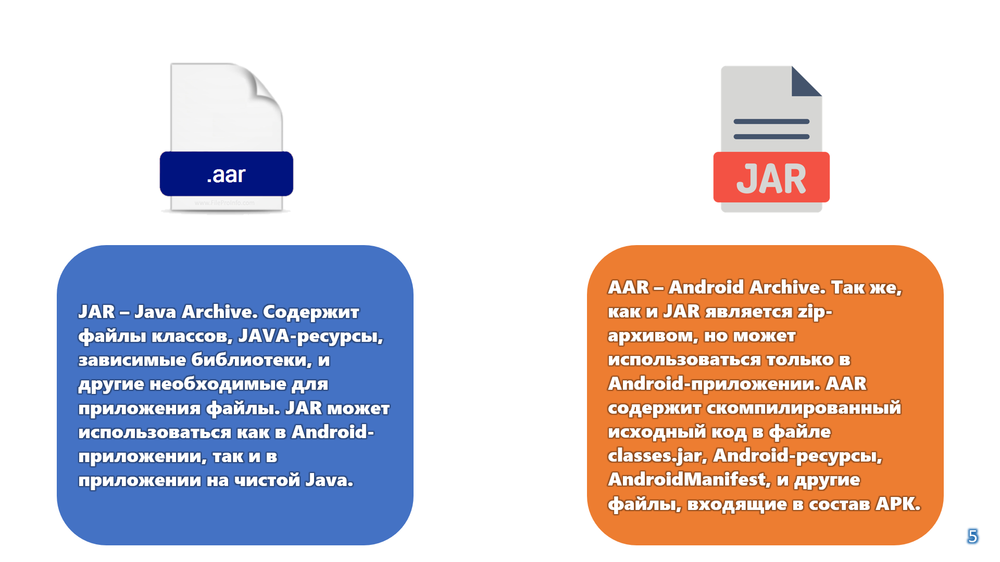 .aar
www.FileProInfo.com
JAR
JAR – Java Archive. Содержит
файлы классов, JAVA-ресурсы,
зависимые библиотеки, и
другие необходимые для
приложения файлы. JAR может
использоваться как в Android-
приложении, так и в
приложении на чистой Java.
AAR – Android Archive. Так же,
как и JAR является zip-
архивом, но может
использоваться только в
Android-приложении. AAR
содержит скомпилированный
исходный код в файле
classes.jar, Android-ресурсы,
AndroidManifest, и другие
файлы, входящие в состав APK.
5